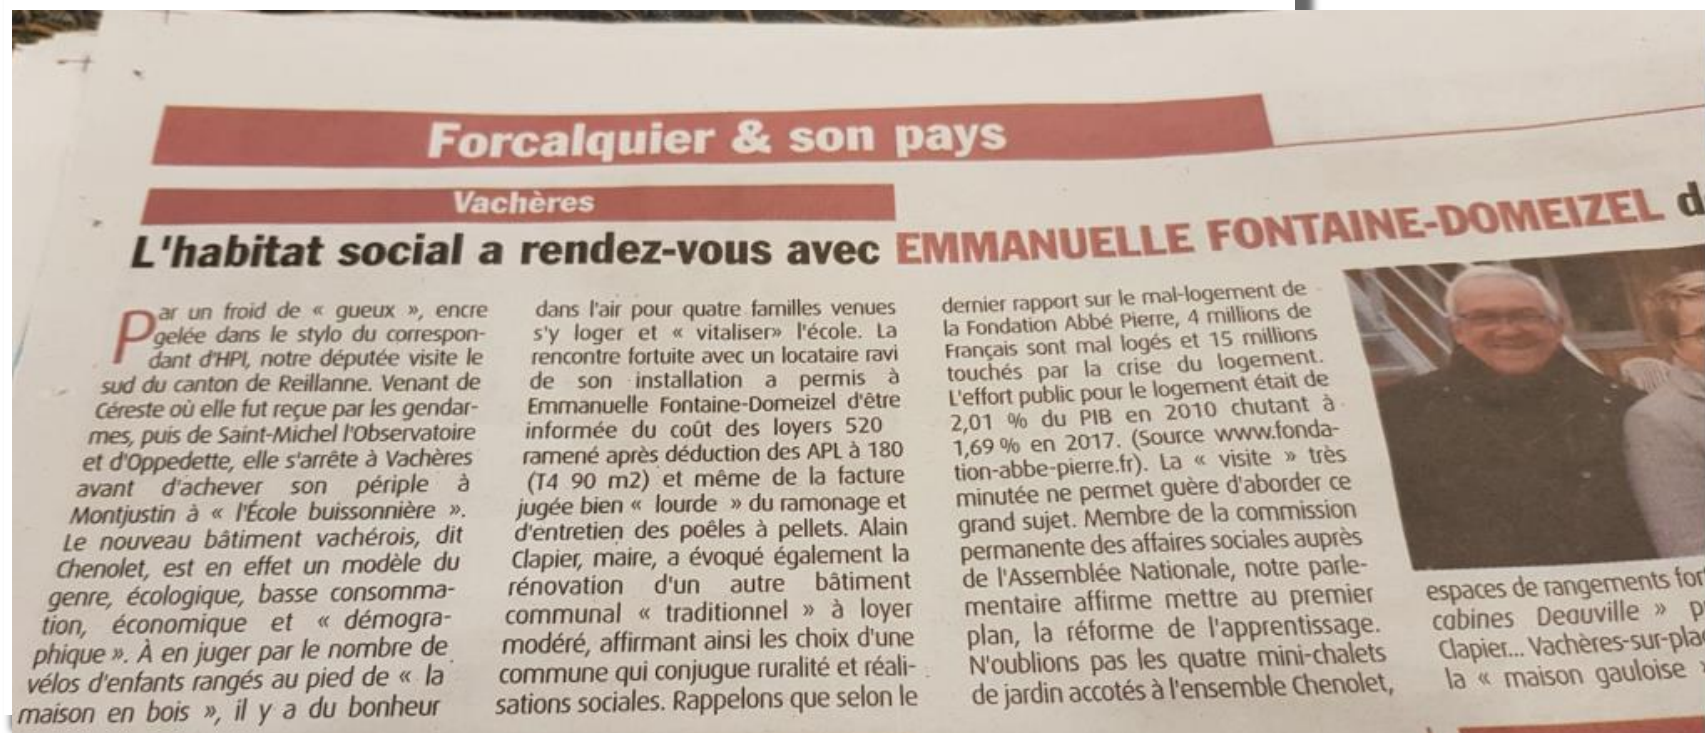 Forcalquier & son pays
Vachères
L'habitat social a rendez-vous avec EMMANUELLE FONTAINE-DOMEIZEL d
Par un froid de « gueux », encre
gelée dans le stylo du correspon-
dant d'HPI, notre députée visite le
sud du canton de Reillanne. Venant de
Céreste où elle fut reçue par les gendar-
mes, puis de Saint-Michel l'Observatoire
et d'Oppedette, elle s'arrête à Vachères
avant d'achever son périple à
Montjustin à « l'École buissonnière ».
Le nouveau bâtiment vachérois, dit
Chenolet, est en effet un modèle du
genre, écologique, basse consomma-
tion, économique et « démogra-
phique ». À en juger par le nombre de
vélos d'enfants rangés au pied de « la
maison en bois », il y a du bonheur
dans l'air pour quatre familles venues
s'y loger et « vitaliser» l'école. La
rencontre fortuite avec un locataire ravi
de son installation a permis à
Emmanuelle Fontaine-Domeizel d'être
informée du coût des loyers 520
ramené après déduction des APL à 180
(T4 90 m2) et même de la facture
jugée bien « lourde » du ramonage et
d'entretien des poêles à pellets. Alain
Clapier, maire, a évoqué également la
rénovation d'un autre bâtiment
communal « traditionnel » à loyer
modéré, affirmant ainsi les choix d'une
commune qui conjugue ruralité et réali-
sations sociales. Rappelons que selon le
dernier rapport sur le mal-logement de
la Fondation Abbé Pierre, 4 millions de
Français sont mal logés et 15 millions
touchés par la crise du logement.
L'effort public pour le logement était de
2,01 % du PIB en 2010 chutant à
1,69 % en 2017. (Source www.fonda-
tion-abbe-pierre.fr). La « visite » très
minutée ne permet guère d'aborder ce
grand sujet. Membre de la commission
permanente des affaires sociales auprès
de l'Assemblée Nationale, notre parle-
mentaire affirme mettre au premier
plan, la réforme de l'apprentissage.
N'oublions pas les quatre mini-chalets
de jardin accotés à l'ensemble Chenolet,
espaces de rangements for
cabines Deauville » p
Clapier... Vachères-sur-pla
la « maison gauloise »